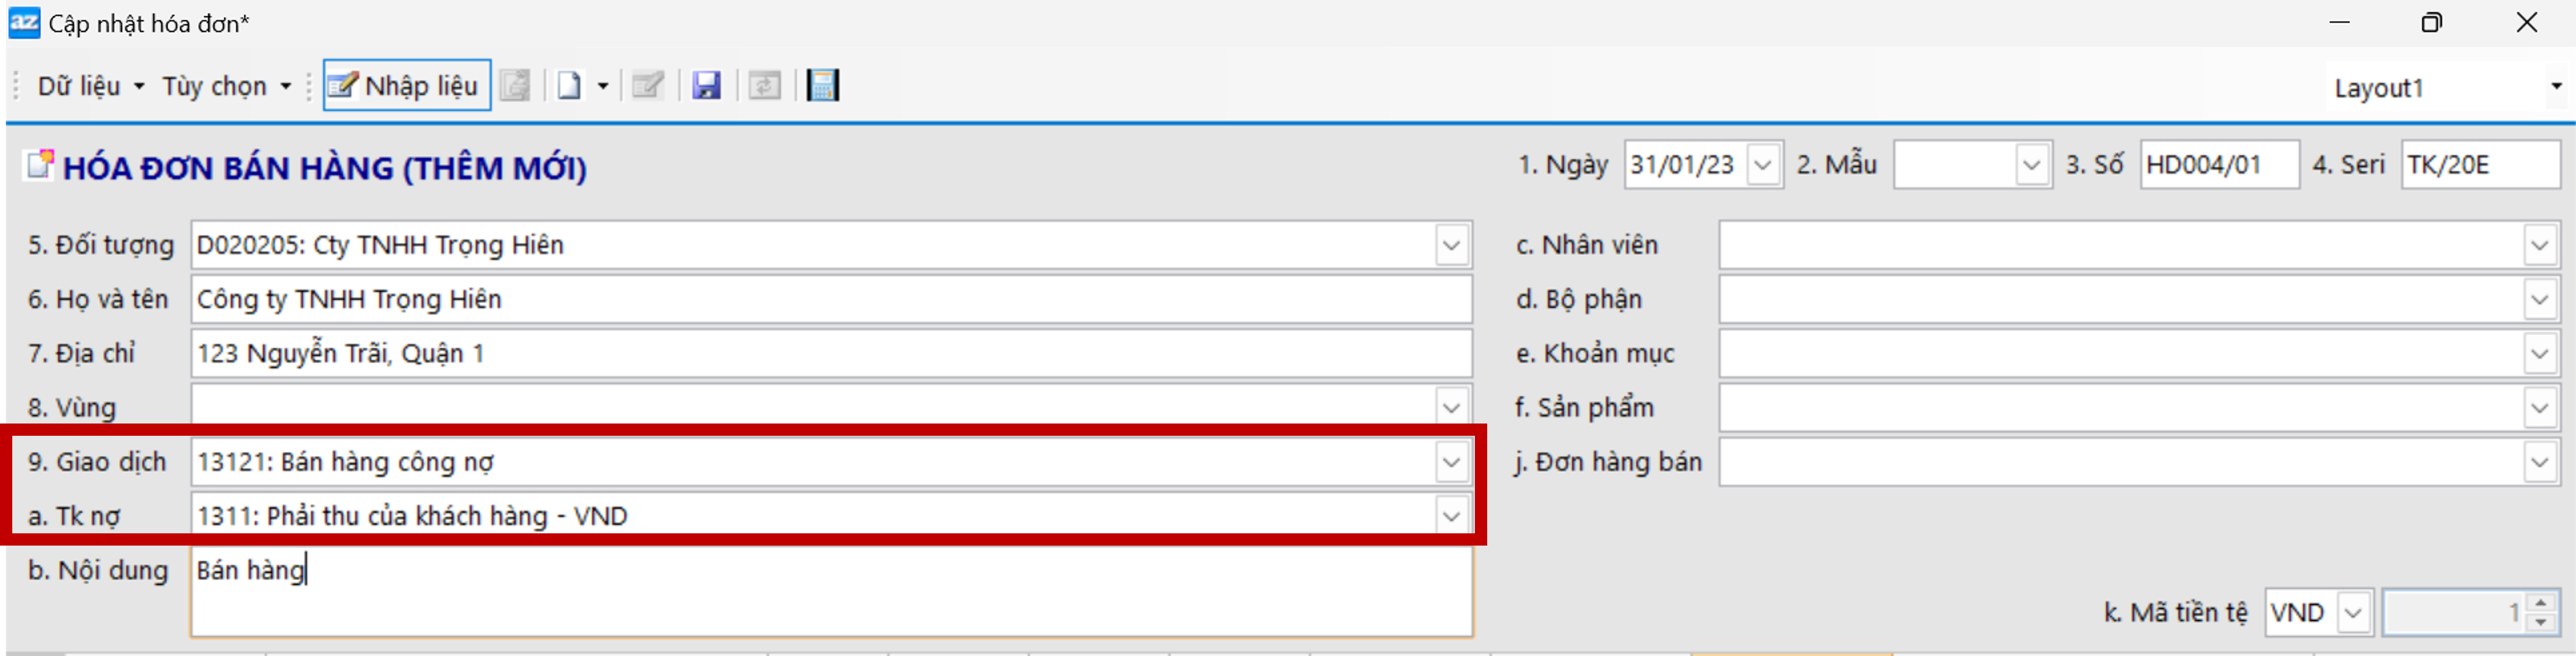 az Cập nhật hóa đơn*
Dữ liệu Tùy chọn Nhập liệu Layout1
HÓA ĐƠN BÁN HÀNG (THÊM MỚI)
1. Ngày 31/01/23 2. Mẫu 3. Số HD004/01 4. Seri TK/20E
5. Đối tượng D020205: Cty TNHH Trọng Hiên
6. Họ và tên Công ty TNHH Trọng Hiên
7. Địa chỉ 123 Nguyễn Trãi, Quận 1
8. Vùng
9. Giao dịch 13121: Bán hàng công nợ
a. Tk nợ 1311: Phải thu của khách hàng - VND
b. Nội dung Bán hàng
c. Nhân viên
d. Bộ phận
e. Khoản mục
f. Sản phẩm
j. Đơn hàng bán
k. Mã tiền tệ VND 1